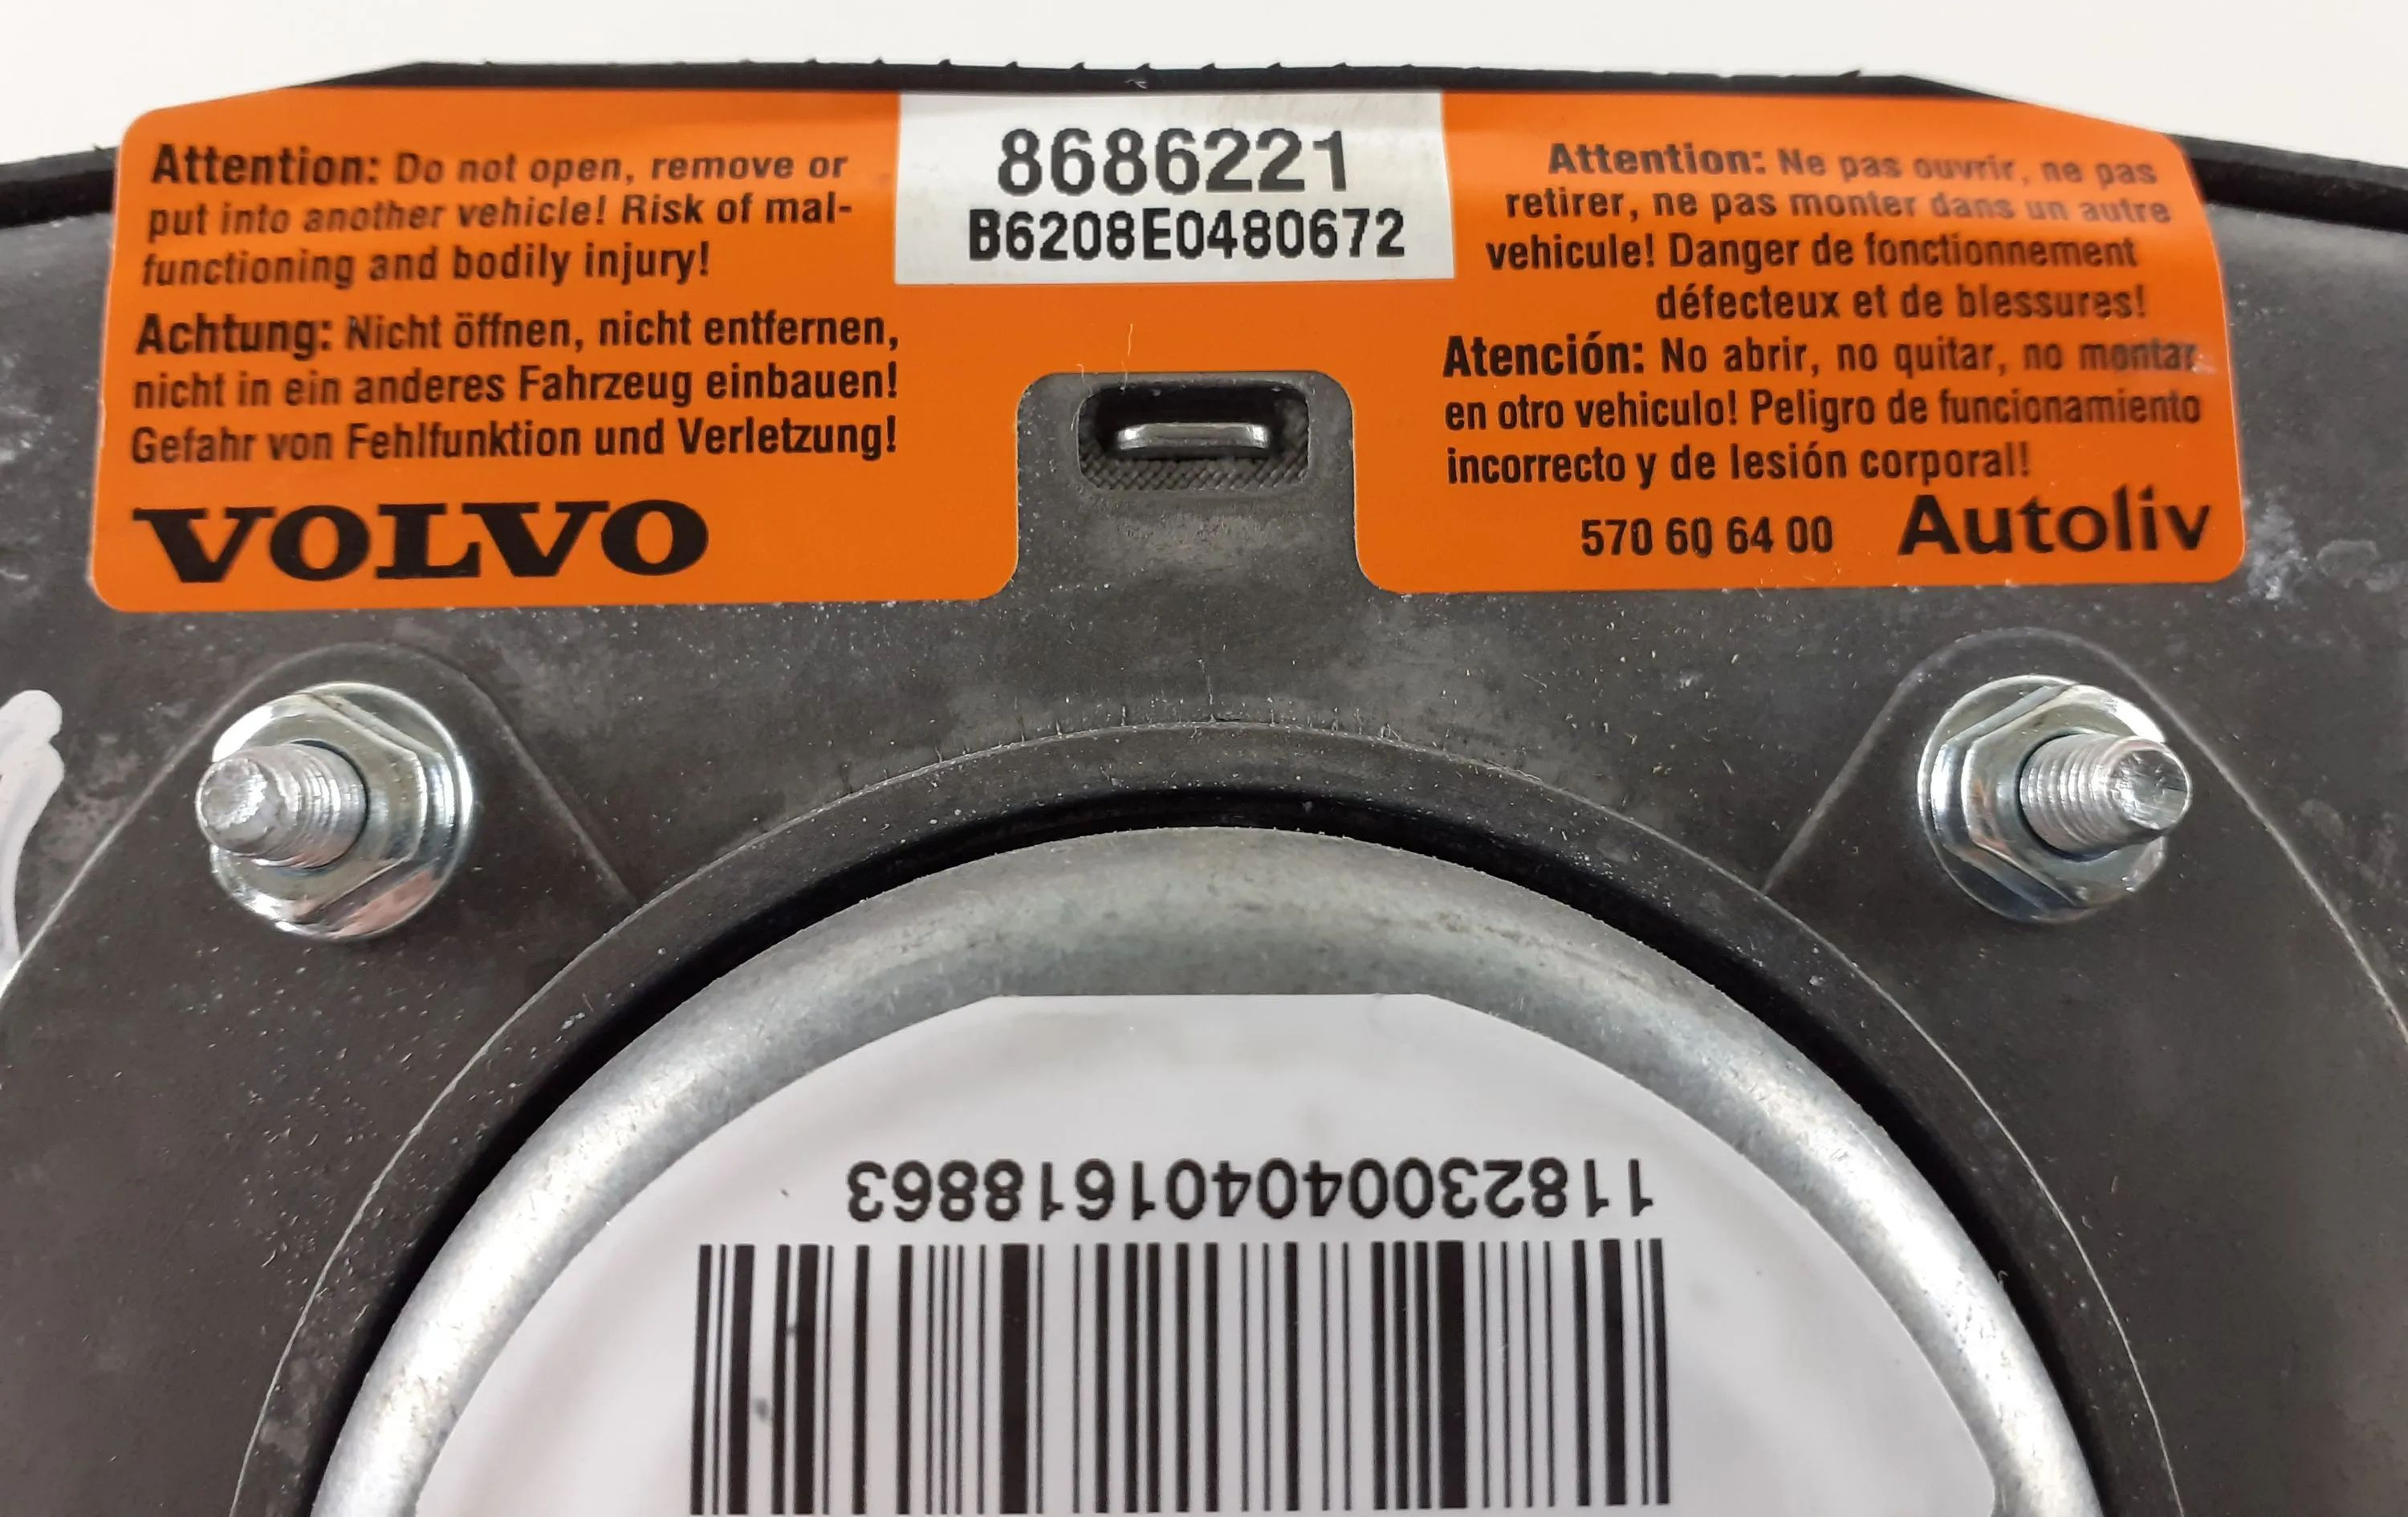 8686221
B6208E0480672
Attention: Do not open, remove or
put into another vehicle! Risk of mal-
functioning and bodily injury!
Achtung: Nicht öffnen, nicht entfernen,
nicht in ein anderes Fahrzeug einbauen!
Gefahr von Fehlfunktion und Verletzung!
VOLVO
Attention: Ne pas ouvrir, ne pas
retirer, ne pas monter dans un autre
vehicule! Danger de fonctionnement
défecteux et de blessures!
Atención: No abrir, no quitar, no montar
en otro vehiculo! Peligro de funcionamiento
incorrecto y de lesión corporal!
570 60 64 00 Autoliv
118230040401618863